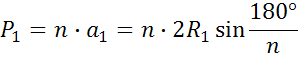 P₁ = n · a₁ = n · 2R₁ sin 180°/n